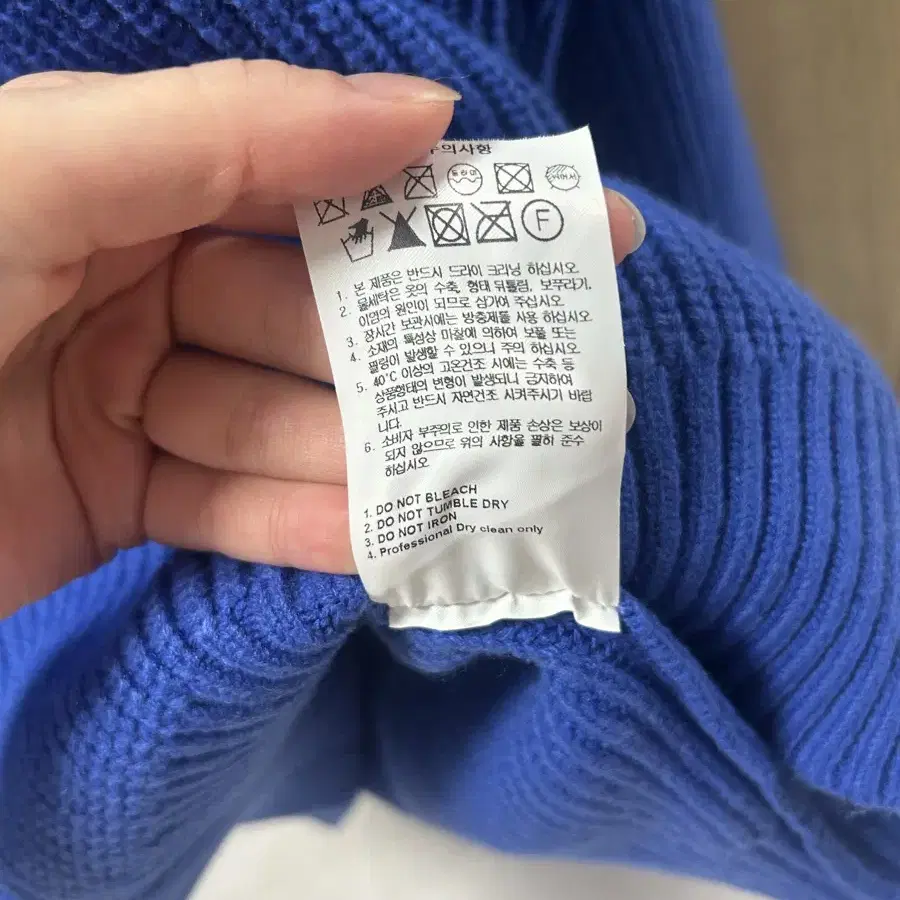 주의사항
드라이
뉘어서
F
1. 본 제품은 반드시 드라이 크리닝 하십시오.
2. 물세탁은 옷의 수축, 형태 뒤틀림, 보푸라기,
이염의 원인이 되므로 삼가여 주십시오.
3. 장시간 보관시에는 방충제를 사용 하십시오.
4. 소재의 특성상 마찰에 의하여 보풀 또는
필링이 발생할 수 있으니 주의 하십시오.
5. 40°C 이상의 고온건조 시에는 수축 등
상품형태의 변형이 발생되니 금지하여
주시고 반드시 자연건조 시켜주시기 바랍
니다.
6. 소비자 부주의로 인한 제품 손상은 보상이
되지 않으므로 위의 사항을 필히 준수
하십시오
1. DO NOT BLEACH
2. DO NOT TUMBLE DRY
3. DO NOT IRON
4. Professional Dry clean only